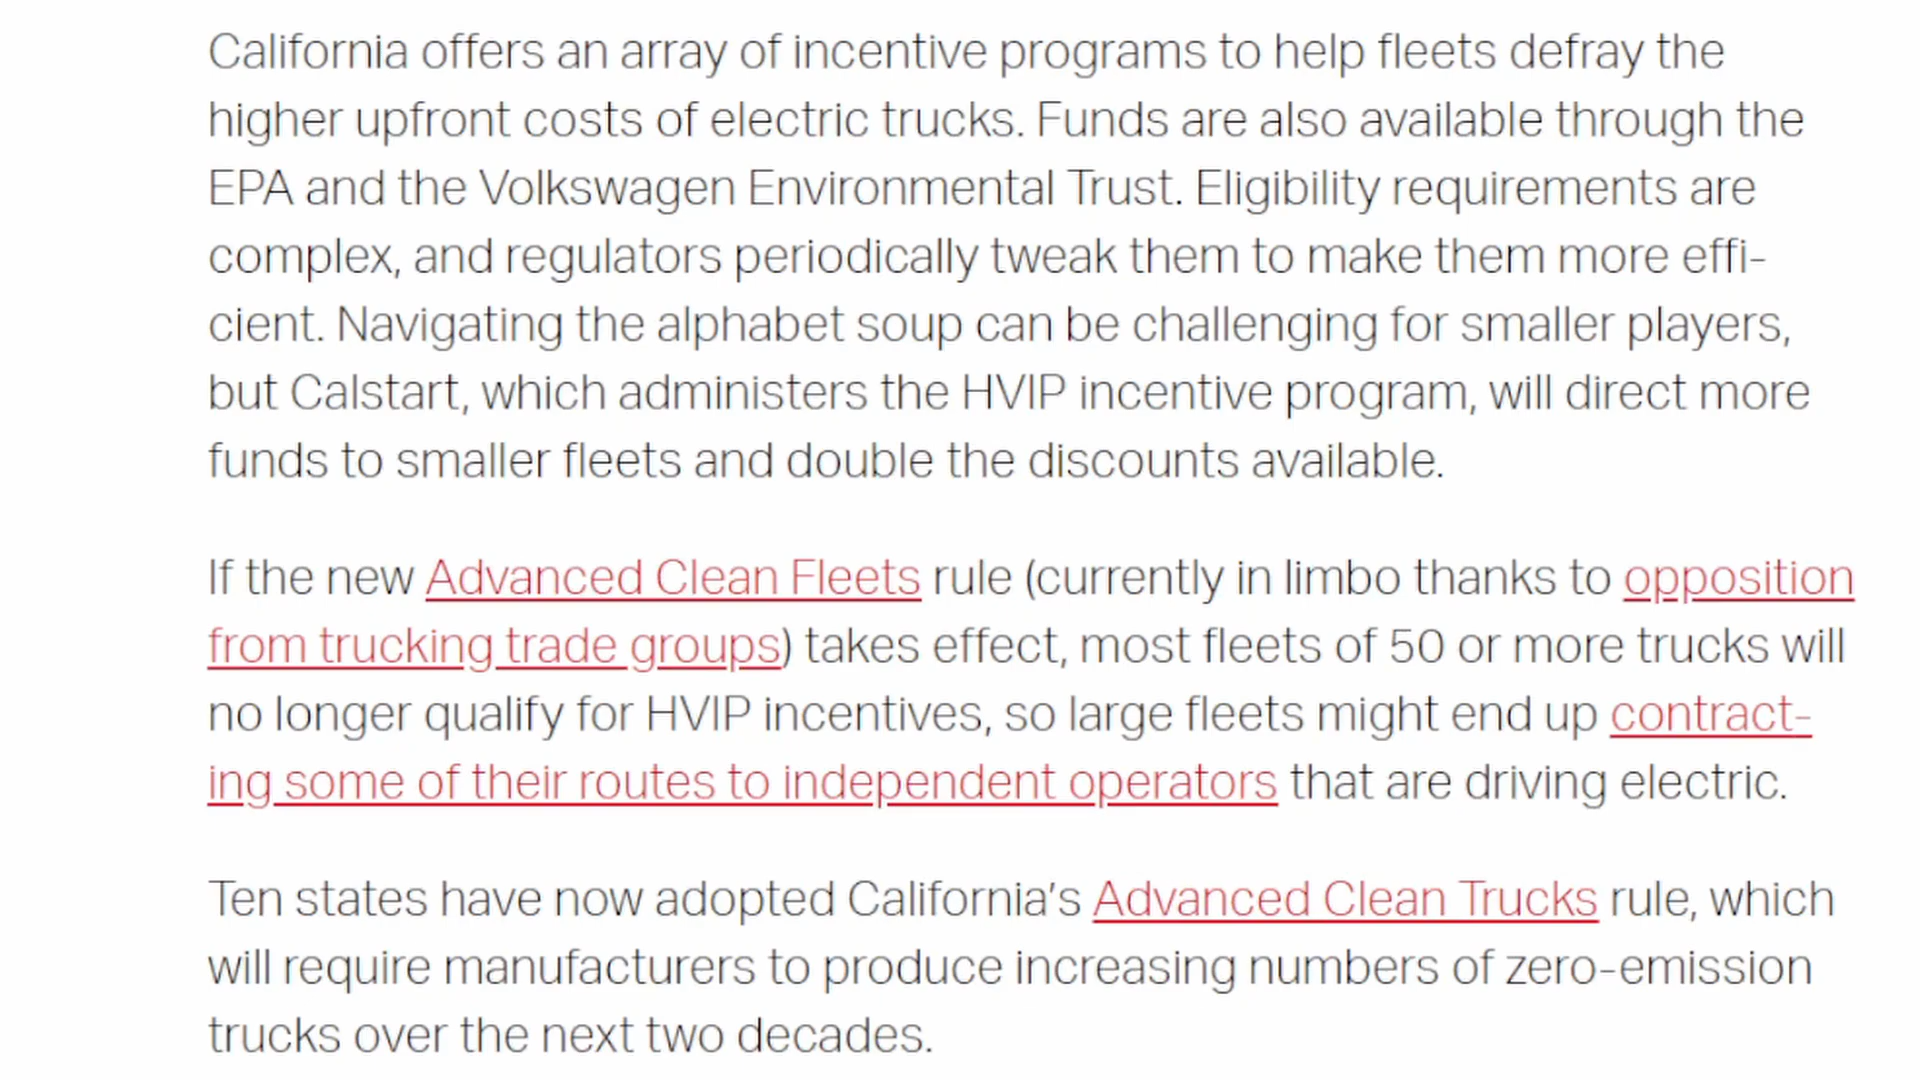 California offers an array of incentive programs to help fleets defray the
higher upfront costs of electric trucks. Funds are also available through the
EPA and the Volkswagen Environmental Trust. Eligibility requirements are
complex, and regulators periodically tweak them to make them more effi-
cient. Navigating the alphabet soup can be challenging for smaller players,
but Calstart, which administers the HVIP incentive program, will direct more
funds to smaller fleets and double the discounts available.
If the new Advanced Clean Fleets rule (currently in limbo thanks to opposition
from trucking trade groups) takes effect, most fleets of 50 or more trucks will
no longer qualify for HVIP incentives, so large fleets might end up contract-
ing some of their routes to independent operators that are driving electric.
Ten states have now adopted California's Advanced Clean Trucks rule, which
will require manufacturers to produce increasing numbers of zero-emission
trucks over the next two decades.